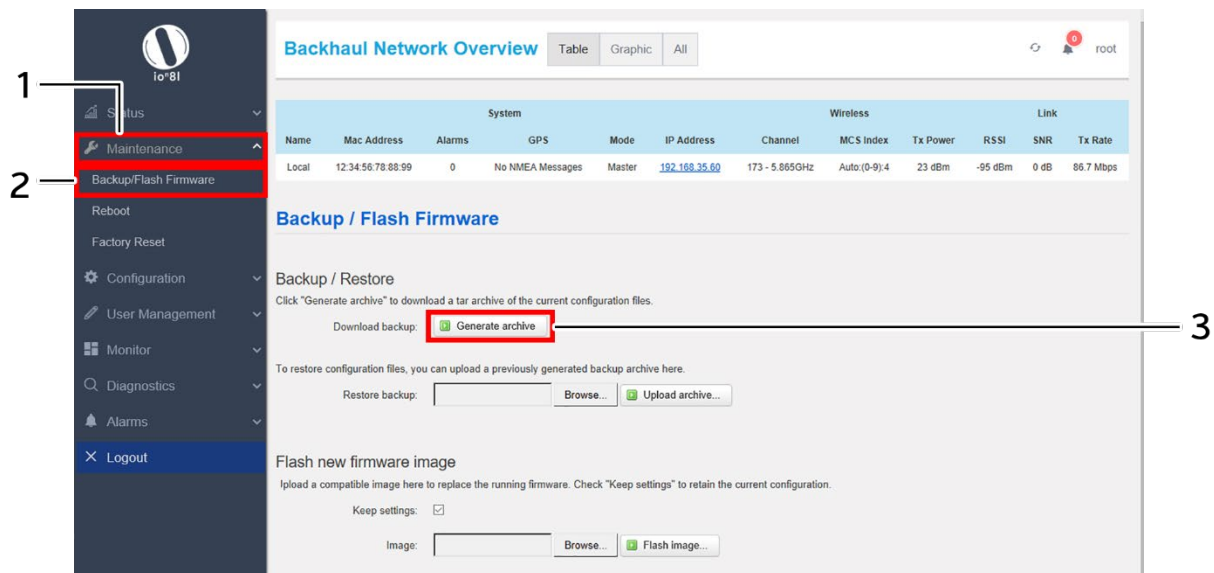 io n 8l
Backhaul Network Overview Table Graphic All 0 root
1
Status
System Wireless Link
Name Mac Address Alarms GPS Mode IP Address Channel MCS Index Tx Power RSSI SNR Tx Rate
Maintenance
Local 12:34:56:78:88:99 0 No NMEA Messages Master 192.168.35.60 173 - 5.865GHz Auto:(0-9):4 23 dBm -95 dBm 0 dB 86.7 Mbps
2
Backup/Flash Firmware
Reboot
Factory Reset
Configuration
User Management
Monitor
Diagnostics
Alarms
Logout
Backup / Flash Firmware
Backup / Restore
Click "Generate archive" to download a tar archive of the current configuration files.
Download backup: Generate archive
3
To restore configuration files, you can upload a previously generated backup archive here.
Restore backup: Browse... Upload archive...
Flash new firmware image
Ipload a compatible image here to replace the running firmware. Check "Keep settings" to retain the current configuration.
Keep settings:
Image: Browse... Flash image...